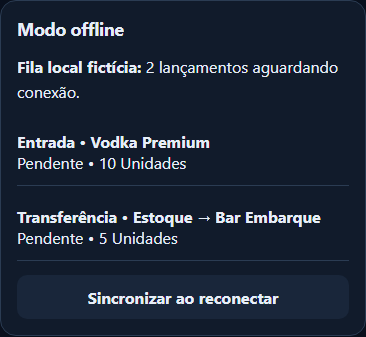 Modo offline
Fila local fictícia: 2 lançamentos aguardando
conexão.
Entrada • Vodka Premium
Pendente • 10 Unidades
Transferência • Estoque → Bar Embarque
Pendente • 5 Unidades
Sincronizar ao reconectar